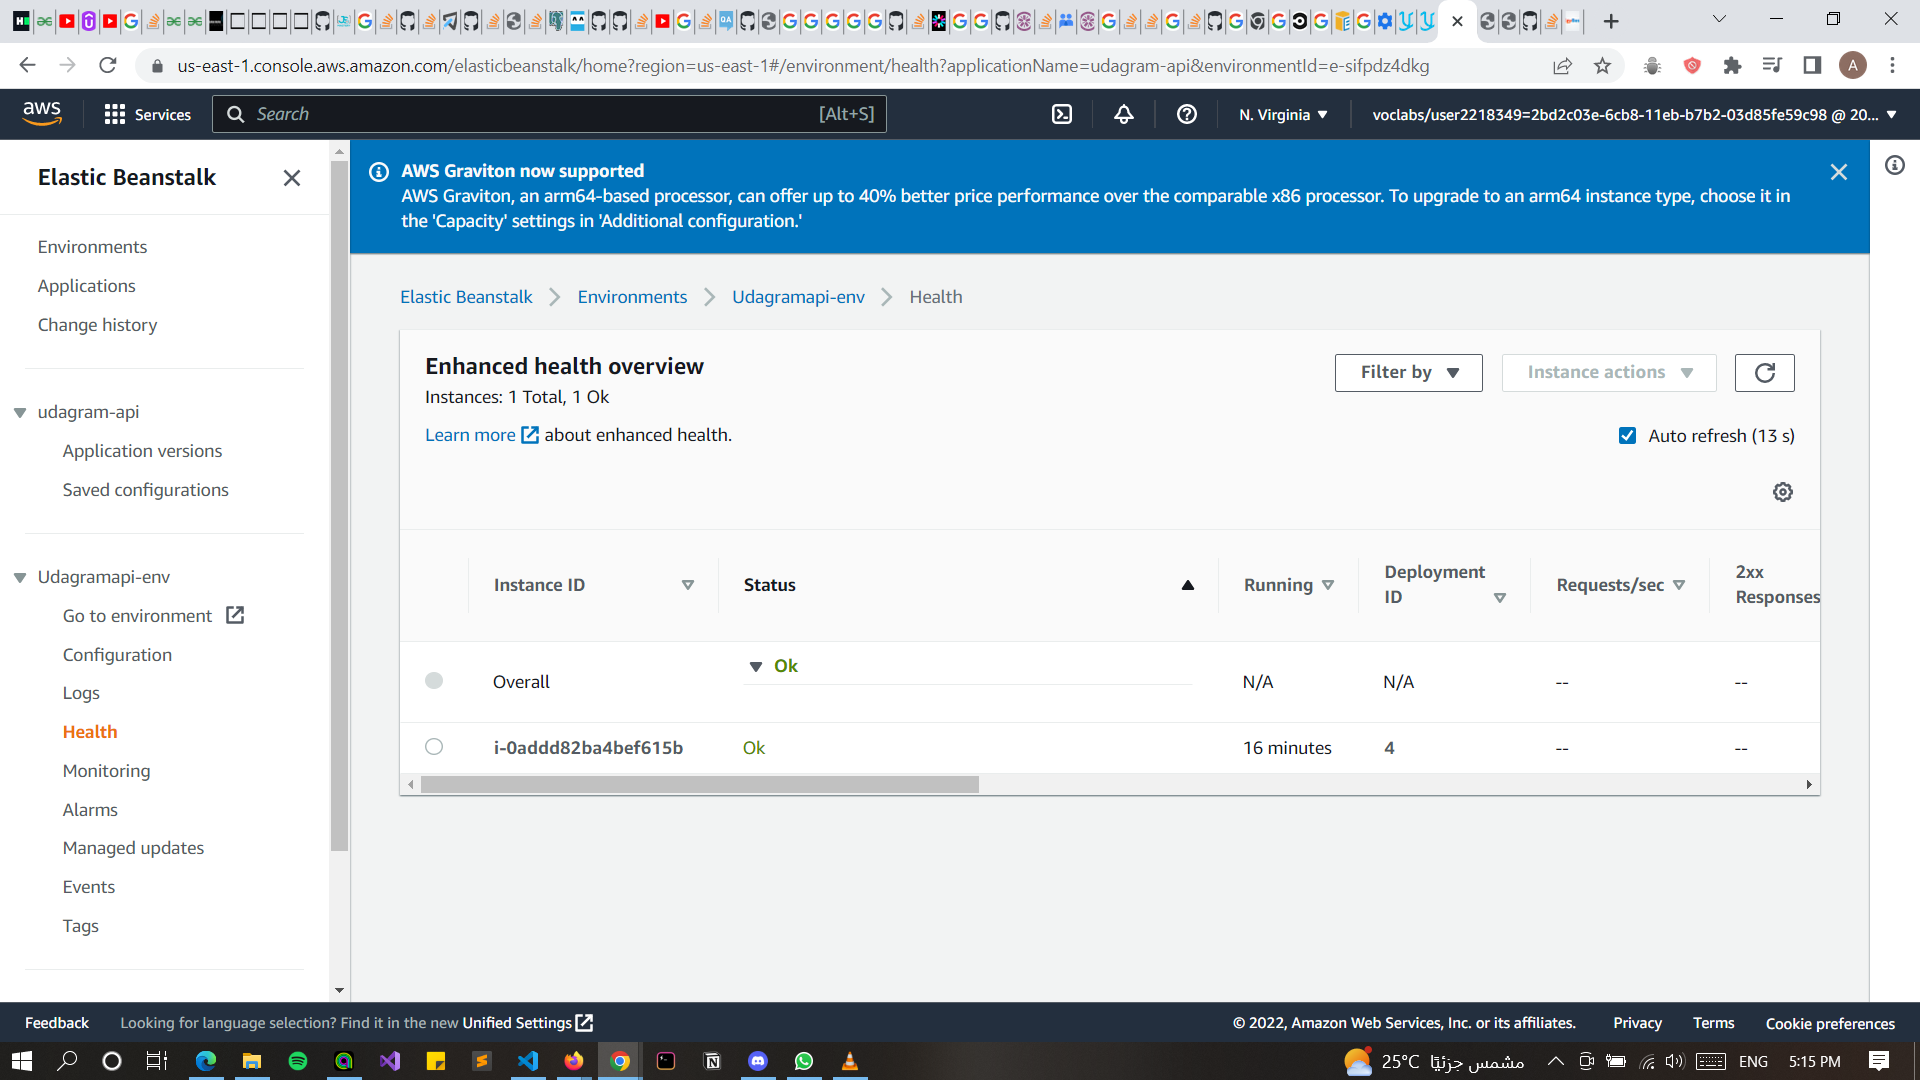 us-east-1.console.aws.amazon.com/elasticbeanstalk/home?region=us-east-1#/environment/health?applicationName=udagram-api&environmentId=e-sifpdz4dkg
A
aws
Services
Search
[Alt+S]
N. Virginia
voclabs/user2218349=2bd2c03e-6cb8-11eb-b7b2-03d85fe59c98 @ 20...
Elastic Beanstalk
Environments
Applications
Change history
udagram-api
Application versions
Saved configurations
Udagramapi-env
Go to environment
Configuration
Logs
Health
Monitoring
Alarms
Managed updates
Events
Tags
AWS Graviton now supported
AWS Graviton, an arm64-based processor, can offer up to 40% better price performance over the comparable x86 processor. To upgrade to an arm64 instance type, choose it in
the 'Capacity' settings in 'Additional configuration.'
Elastic Beanstalk
Environments
Udagramapi-env
Health
Enhanced health overview
Instances: 1 Total, 1 Ok
Learn more about enhanced health.
Filter by
Instance actions
Auto refresh (13 s)
Instance ID
Status
Running
Deployment
ID
Requests/sec
2xx
Responses
Overall
Ok
N/A
N/A
--
--
i-0addd82ba4bef615b
Ok
16 minutes
4
--
--
Feedback
Looking for language selection? Find it in the new Unified Settings
© 2022, Amazon Web Services, Inc. or its affiliates.
Privacy
Terms
Cookie preferences
25°C
مشمس جزئيًا
ENG
5:15 PM